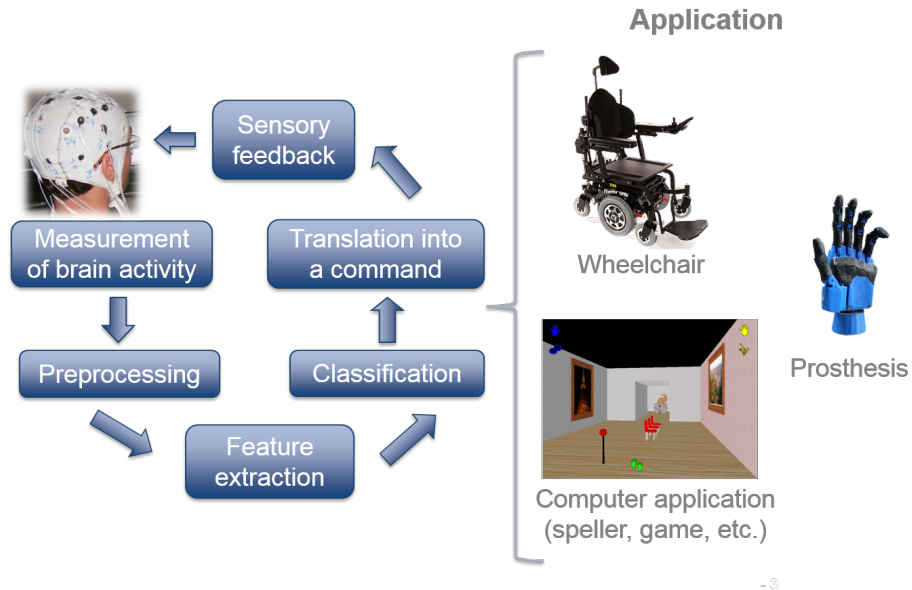 Application
Sensory
feedback
Measurement
of brain activity
Translation into
a command
Preprocessing
Classification
Feature
extraction
Wheelchair
Prosthesis
Computer application
(speller, game, etc.)
- 3